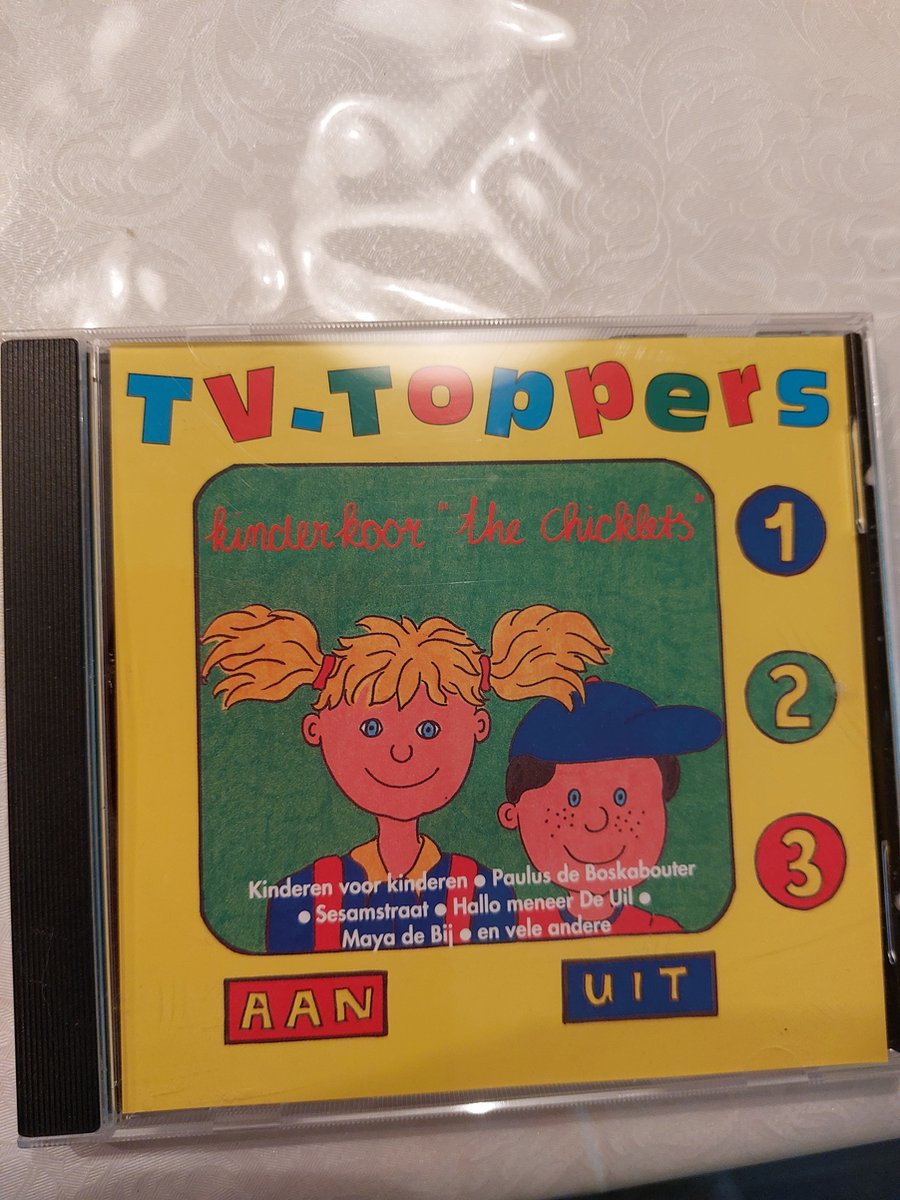 TV-Toppers
kinderkoor "the Chicklets"
1
2
3
Kinderen voor kinderen • Paulus de Boskabouter
• Sesamstraat • Hallo meneer De Uil •
Maya de Bij • en vele andere
AAN
UIT